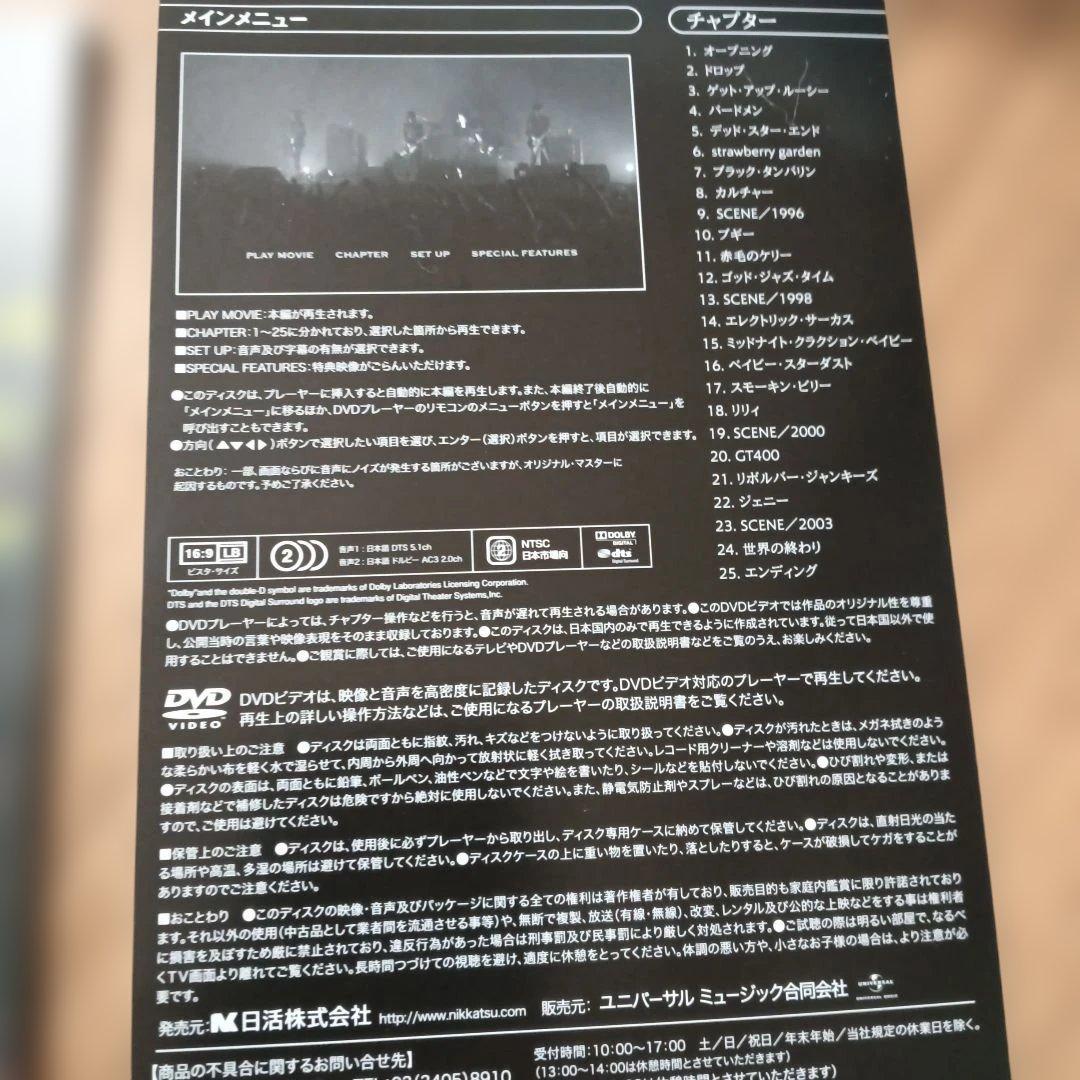 メインメニュー
PLAY MOVIE CHAPTER SET UP SPECIAL FEATURES
■PLAY MOVIE:本編が再生されます。
■CHAPTER:1〜25に分かれており、選択した箇所から再生できます。
■SET UP:音声及び字幕の有無が選択できます。
■SPECIAL FEATURES:特典映像がごらんいただけます。
●このディスクは、プレーヤーに挿入すると自動的に本編を再生します。また、本編終了後自動的に
「メインメニュー」に移るほか、DVDプレーヤーのリモコンのメニューボタンを押すと「メインメニュー」を
呼び出すこともできます。
●方向(▲▼◀▶)ボタンで選択したい項目を選び、エンター(選択)ボタンを押すと、項目が選択できます。
おことわり: 一部、画面ならびに音声にノイズが発生する箇所がございますが、オリジナル・マスターに
起因するものです。予めご了承ください。
チャプター
1. オープニング
2. ドロップ
3. ゲット・アップ・ルーシー
4. バードメン
5. デッド・スター・エンド
6. strawberry garden
7. ブラック・タンバリン
8. カルチャー
9. SCENE/1996
10. ブギー
11. 赤毛のケリー
12. ゴッド・ジャズ・タイム
13. SCENE/1998
14. エレクトリック・サーカス
15. ミッドナイト・クラクション・ベイビー
16. ベイビー・スターダスト
17. スモーキン・ビリー
18. リリィ
19. SCENE/2000
20. GT400
21. リボルバー・ジャンキーズ
22. ジェニー
23. SCENE/2003
24. 世界の終わり
25. エンディング
16:9 LB
ビスタ・サイズ
2
音声1:日本語 DTS 5.1ch
音声2:日本語 ドルビー AC3 2.0ch
2
NTSC
日本市場向
DOLBY
DIGITAL
dts
Digital Surround
"Dolby"and the double-D symbol are trademarks of Dolby Laboratories Licensing Corporation.
DTS and the DTS Digital Surround logo are trademarks of Digital Theater Systems,Inc.
●DVDプレーヤーによっては、チャプター操作などを行うと、音声が遅れて再生される場合があります。●このDVDビデオでは作品のオリジナル性を尊重
し、公開当時の言葉や映像表現をそのまま収録しております。●このディスクは、日本国内のみで再生できるように作成されています。従って日本国以外で使
用することはできません。●ご観賞に際しては、ご使用になるテレビやDVDプレーヤーなどの取扱説明書などをご覧のうえ、お楽しみください。
DVD
VIDEO
DVDビデオは、映像と音声を高密度に記録したディスクです。DVDビデオ対応のプレーヤーで再生してください。
再生上の詳しい操作方法などは、ご使用になるプレーヤーの取扱説明書をご覧ください。
■取り扱い上のご注意 ●ディスクは両面ともに指紋、汚れ、キズなどをつけないように取り扱ってください。●ディスクが汚れたときは、メガネ拭きのよう
な柔らかい布を軽く水で湿らせて、内周から外周へ向かって放射状に軽く拭き取ってください。レコード用クリーナーや溶剤などは使用しないでください。
●ディスクの表面は、両面ともに鉛筆、ボールペン、油性ペンなどで文字や絵を書いたり、シールなどを貼付しないでください。●ひび割れや変形、または
接着剤などで補修したディスクは危険ですから絶対に使用しないでください。また、静電気防止剤やスプレーなどは、ひび割れの原因となることがありま
すので、ご使用は避けてください。
■保管上のご注意 ●ディスクは、使用後に必ずプレーヤーから取り出し、ディスク専用ケースに納めて保管してください。●ディスクは、直射日光の当た
る場所や高温、多湿の場所は避けて保管してください。●ディスクケースの上に重い物を置いたり、落としたりすると、ケースが破損してケガをすることが
ありますのでご注意ください。
■おことわり ●このディスクの映像・音声及びパッケージに関する全ての権利は著作権者が有しており、販売目的も家庭内鑑賞に限り許諾されており
ます。それ以外の使用(中古品として業者間を流通させる事等)や、無断で複製、放送(有線・無線)、改変、レンタル及び公的な上映などをする事は権利者
に損害を及ぼすため厳に禁止されており、違反行為があった場合は刑事罰及び民事罰により厳しく対処されます。●ご試聴の際は明るい部屋で、なるべ
くTV画面より離れてご覧ください。長時間つづけての視聴を避け、適度に休憩をとってください。体調の悪い方や、小さなお子様の場合は、より注意が必
要です。
発売元:日活株式会社 http://www.nikkatsu.com 販売元: ユニバーサル ミュージック合同会社 UNIVERSAL
【商品の不具合に関するお問い合せ先】
受付時間:10:00〜17:00 土/日/祝日/年末年始/当社規定の休業日を除く。
(13:00〜14:00は休憩時間とさせていただきます)